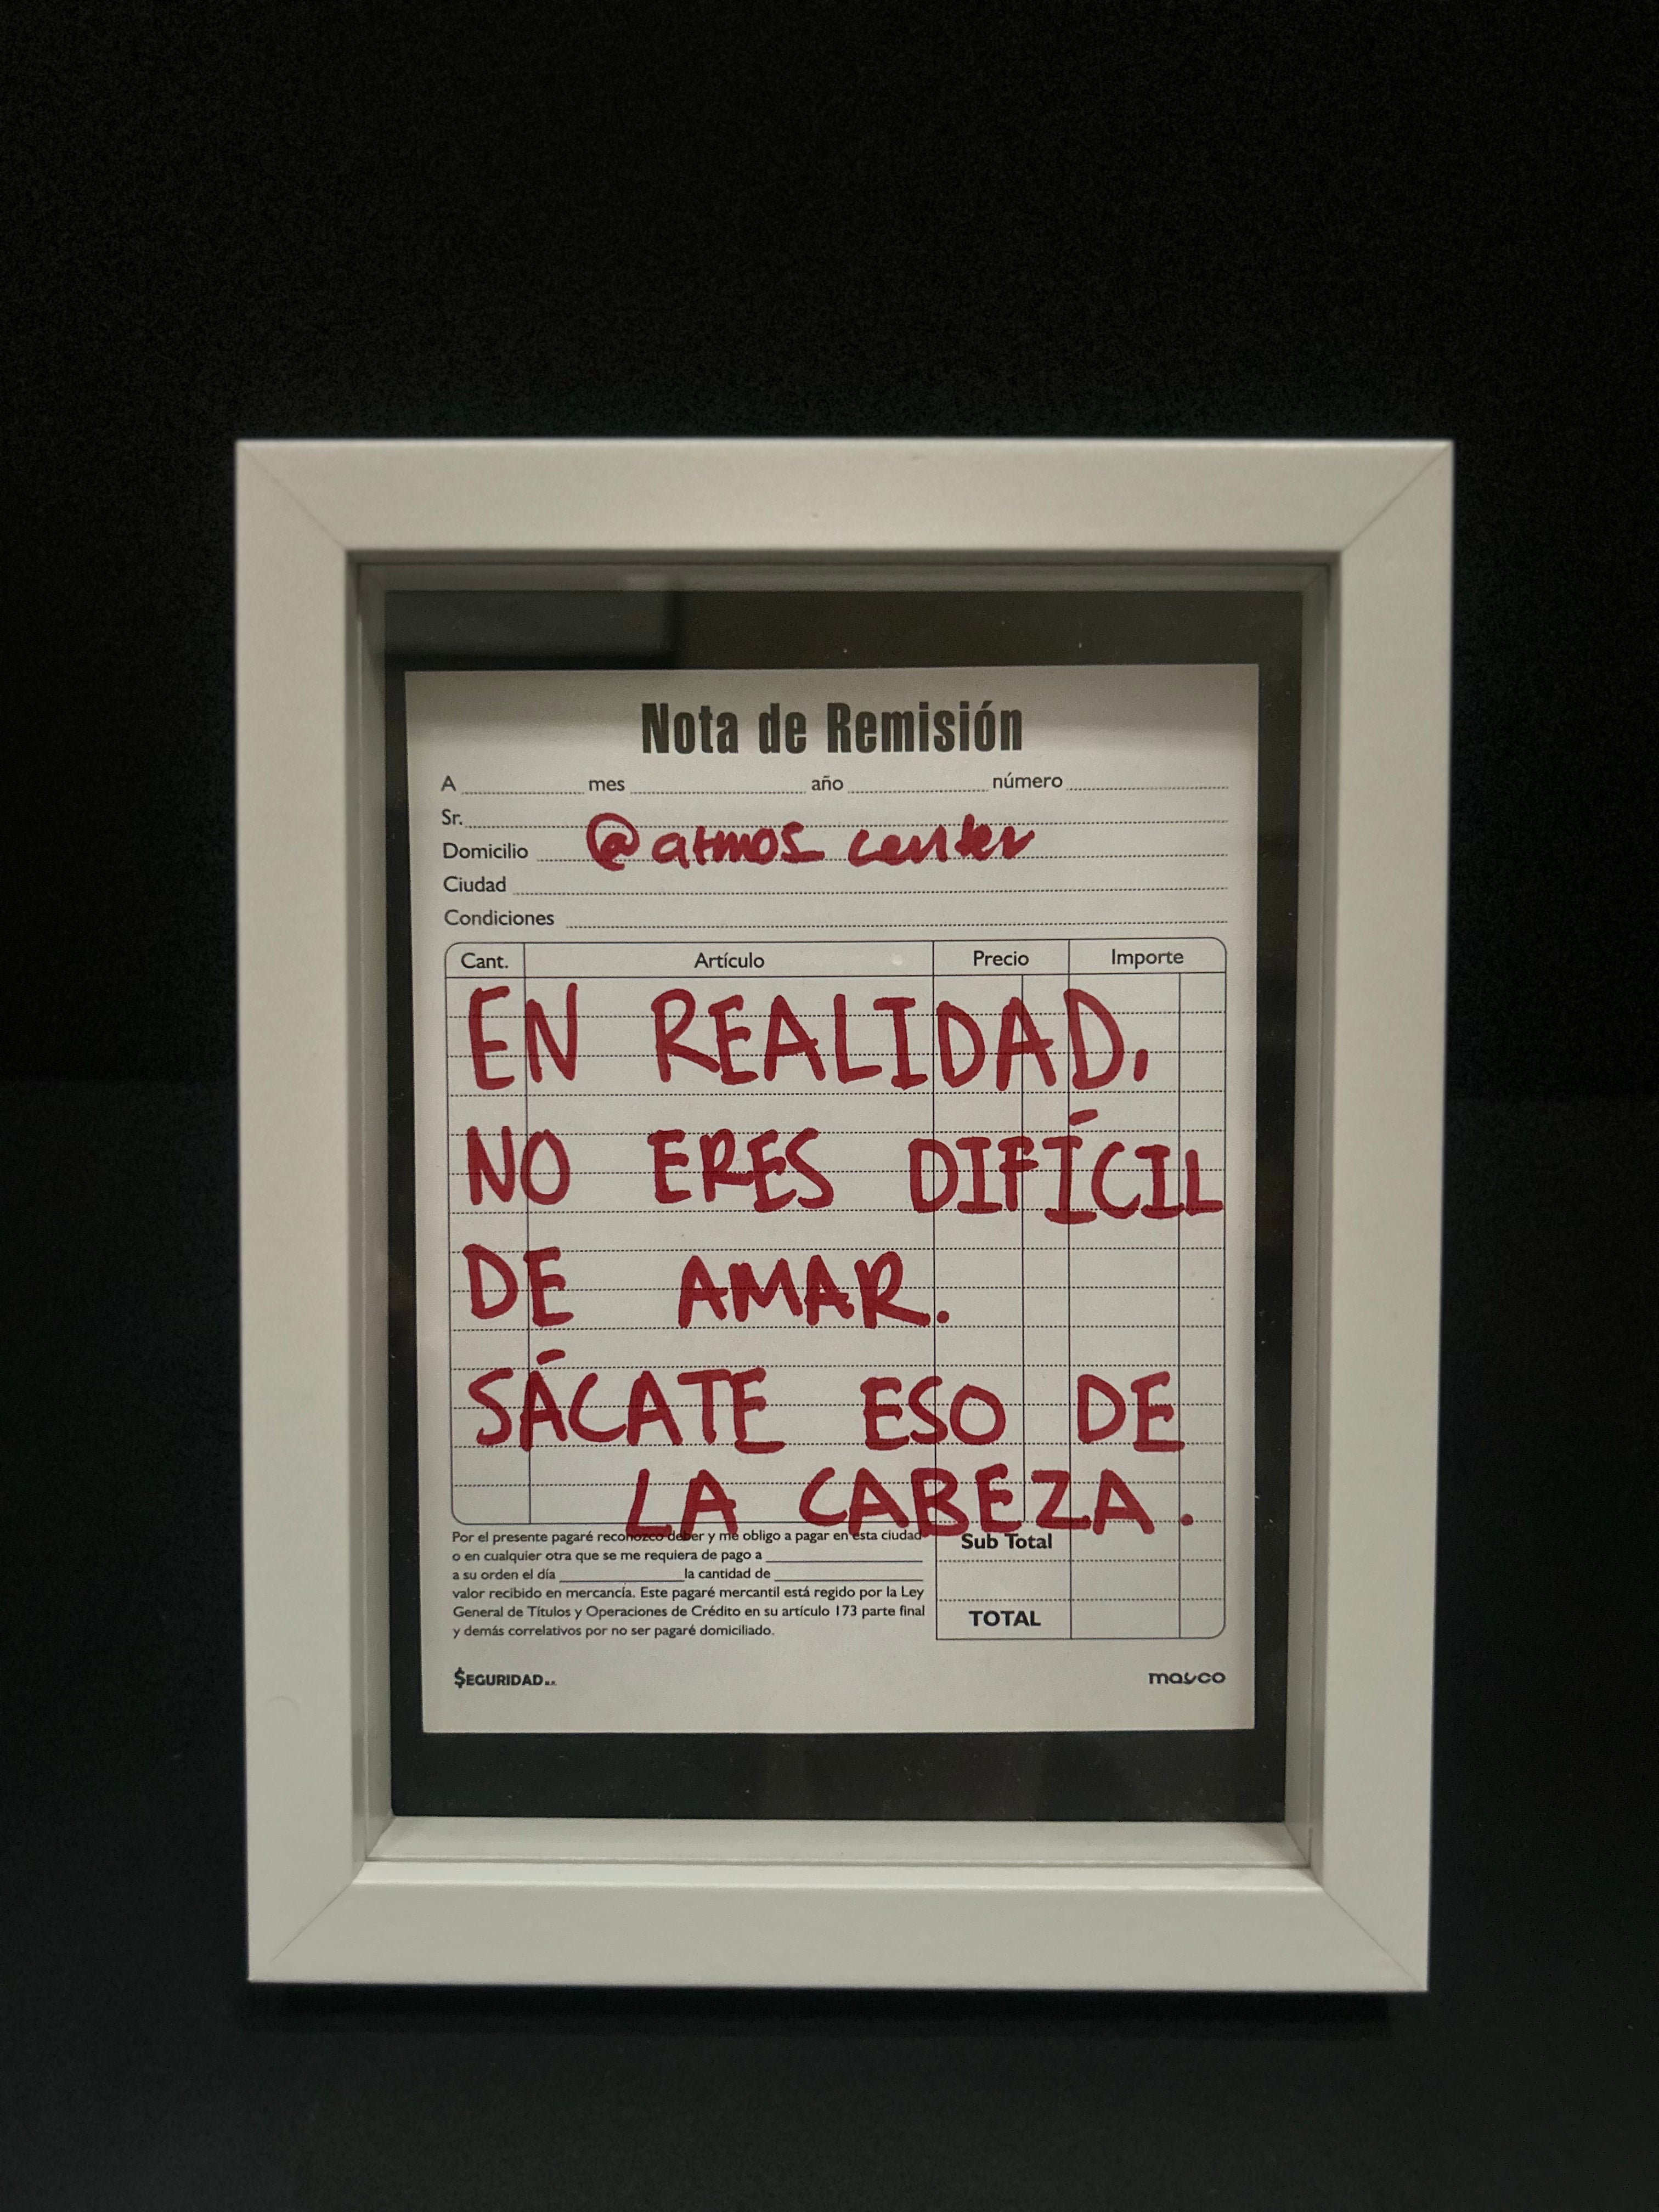 Nota de Remisión
A mes año número
Sr.
@atmos_center
Domicilio
Ciudad
Condiciones
Cant. Artículo Precio Importe
EN REALIDAD,
NO ERES DIFÍCIL
DE AMAR.
SÁCATE ESO DE
LA CABEZA.
Por el presente pagaré reconozco deber y me obligo a pagar en esta ciudad
o en cualquier otra que se me requiera de pago a
a su orden el día la cantidad de
valor recibido en mercancía. Este pagaré mercantil está regido por la Ley
General de Títulos y Operaciones de Crédito en su artículo 173 parte final
y demás correlativos por no ser pagaré domiciliado.
Sub Total
TOTAL
$EGURIDAD M.R.
mayco